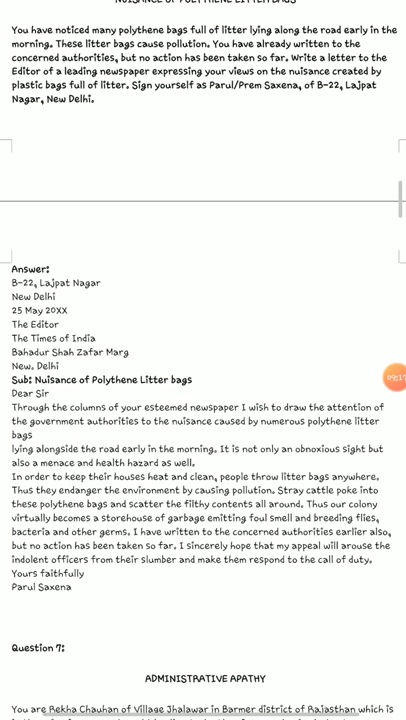 NUISANCE OF POLYTHENE LITTER BAGS
You have noticed many polythene bags full of litter lying along the road early in the
morning. These litter bags cause pollution. You have already written to the
concerned authorities, but no action has been taken so far. Write a letter to the
Editor of a leading newspaper expressing your views on the nuisance created by
plastic bags full of litter. Sign yourself as Parul/Prem Saxena, of B-22, Lajpat
Nagar, New Delhi.
Answer:
B-22, Lajpat Nagar
New Delhi
25 May 20XX
The Editor
The Times of India
Bahadur Shah Zafar Marg
New. Delhi
Sub: Nuisance of Polythene Litter bags
Dear Sir
Through the columns of your esteemed newspaper I wish to draw the attention of
the government authorities to the nuisance caused by numerous polythene litter
bags
lying alongside the road early in the morning. It is not only an obnoxious sight but
also a menace and health hazard as well.
In order to keep their houses heat and clean, people throw litter bags anywhere.
Thus they endanger the environment by causing pollution. Stray cattle poke into
these polythene bags and scatter the filthy contents all around. Thus our colony
virtually becomes a storehouse of garbage emitting foul smell and breeding flies,
bacteria and other germs. I have written to the concerned authorities earlier also,
but no action has been taken so far. I sincerely hope that my appeal will arouse the
indolent officers from their slumber and make them respond to the call of duty.
Yours faithfully
Parul Saxena
09:17
Question 7:
ADMINISTRATIVE APATHY
You are Rekha Chauhan of Village Jhalawar in Barmer district of Rajasthan which is